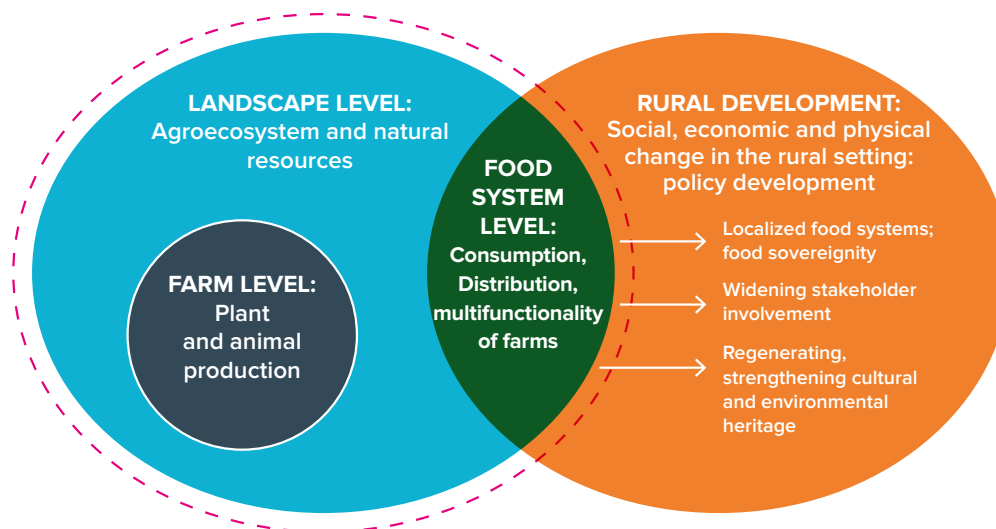 LANDSCAPE LEVEL:
Agroecosystem and natural
resources
FARM LEVEL:
Plant
and animal
production
FOOD
SYSTEM
LEVEL:
Consumption,
Distribution,
multifunctionality
of farms
RURAL DEVELOPMENT:
Social, economic and physical
change in the rural setting:
policy development
Localized food systems;
food sovereignty
Widening stakeholder
involvement
Regenerating,
strengthening cultural
and environmental
heritage